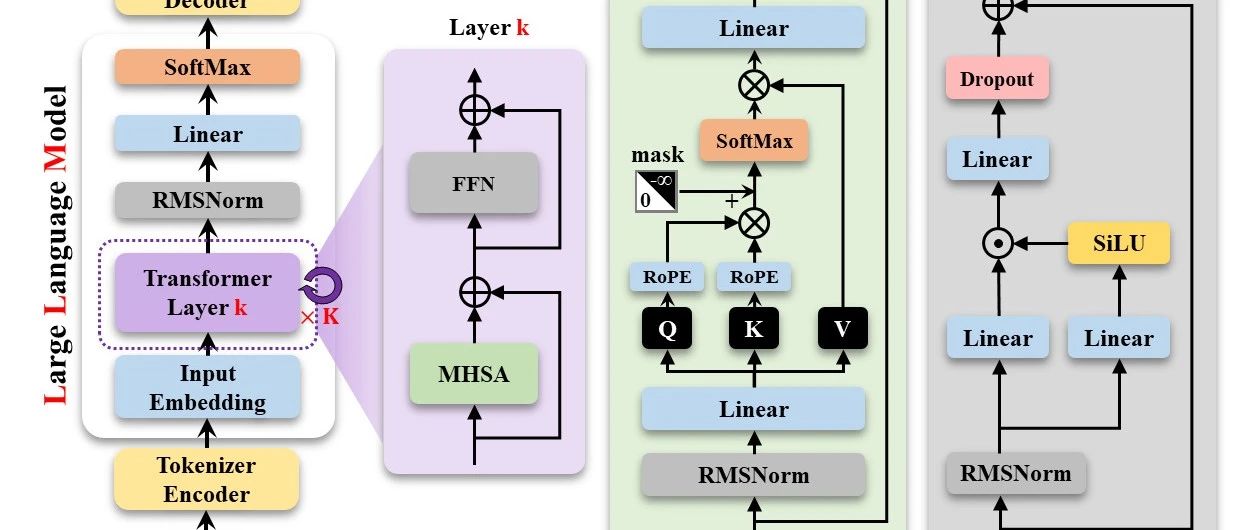 Decoder
SoftMax
Linear
RMSNorm
Transformer
Layer k
× K
Input
Embedding
Tokenizer
Encoder
Large Language Model
Layer k
FFN
MHSA
Linear
SoftMax
mask
-∞
0
+
RoPE
RoPE
Q
K
V
Linear
RMSNorm
Dropout
Linear
SiLU
Linear
Linear
RMSNorm